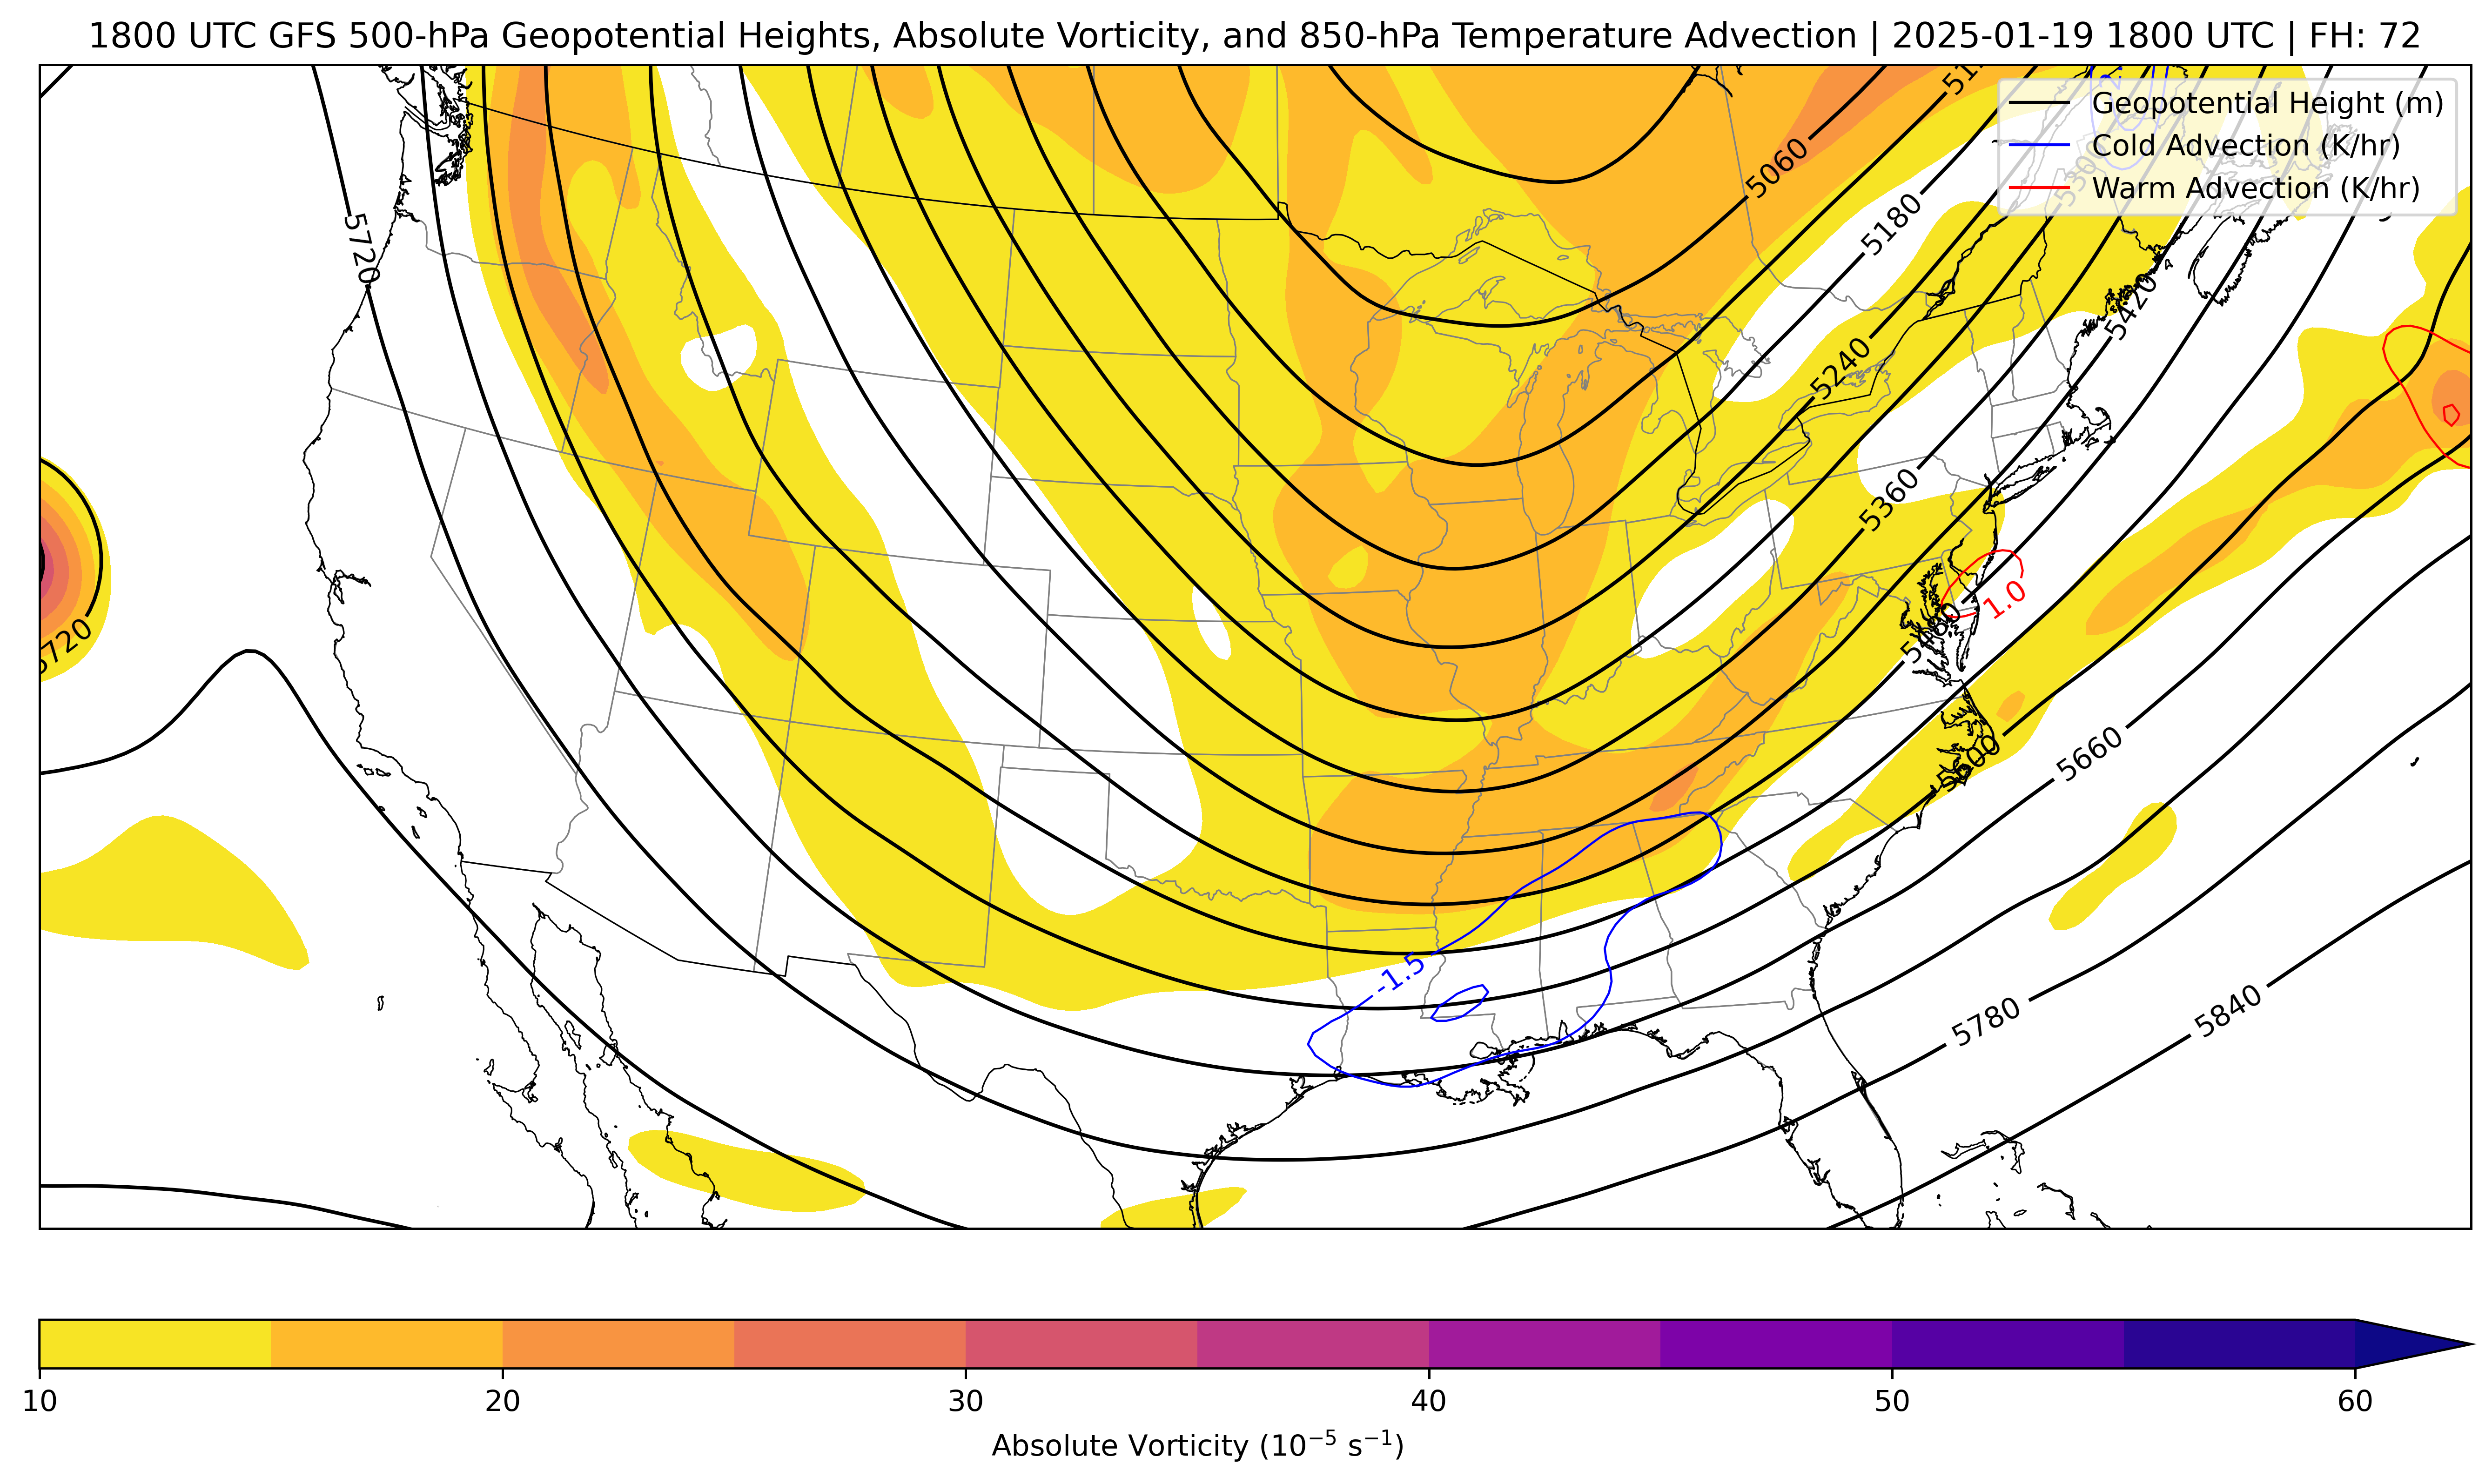 1800 UTC GFS 500-hPa Geopotential Heights, Absolute Vorticity, and 850-hPa Temperature Advection | 2025-01-19 1800 UTC | FH: 72
Geopotential Height (m)
Cold Advection (K/hr)
Warm Advection (K/hr)
5060
5180
5720
5420
5240
5360
1.0
5460
5720
5660
-1.5
5780
5840
10 20 30 40 50 60
Absolute Vorticity (10⁻⁵ s⁻¹)